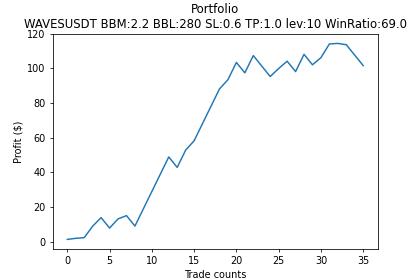 Portfolio
WAVESUSDT BBM:2.2 BBL:280 SL:0.6 TP:1.0 lev:10 WinRatio:69.0
120
100
80
60
40
20
0
Profit ($)
0 5 10 15 20 25 30 35
Trade counts